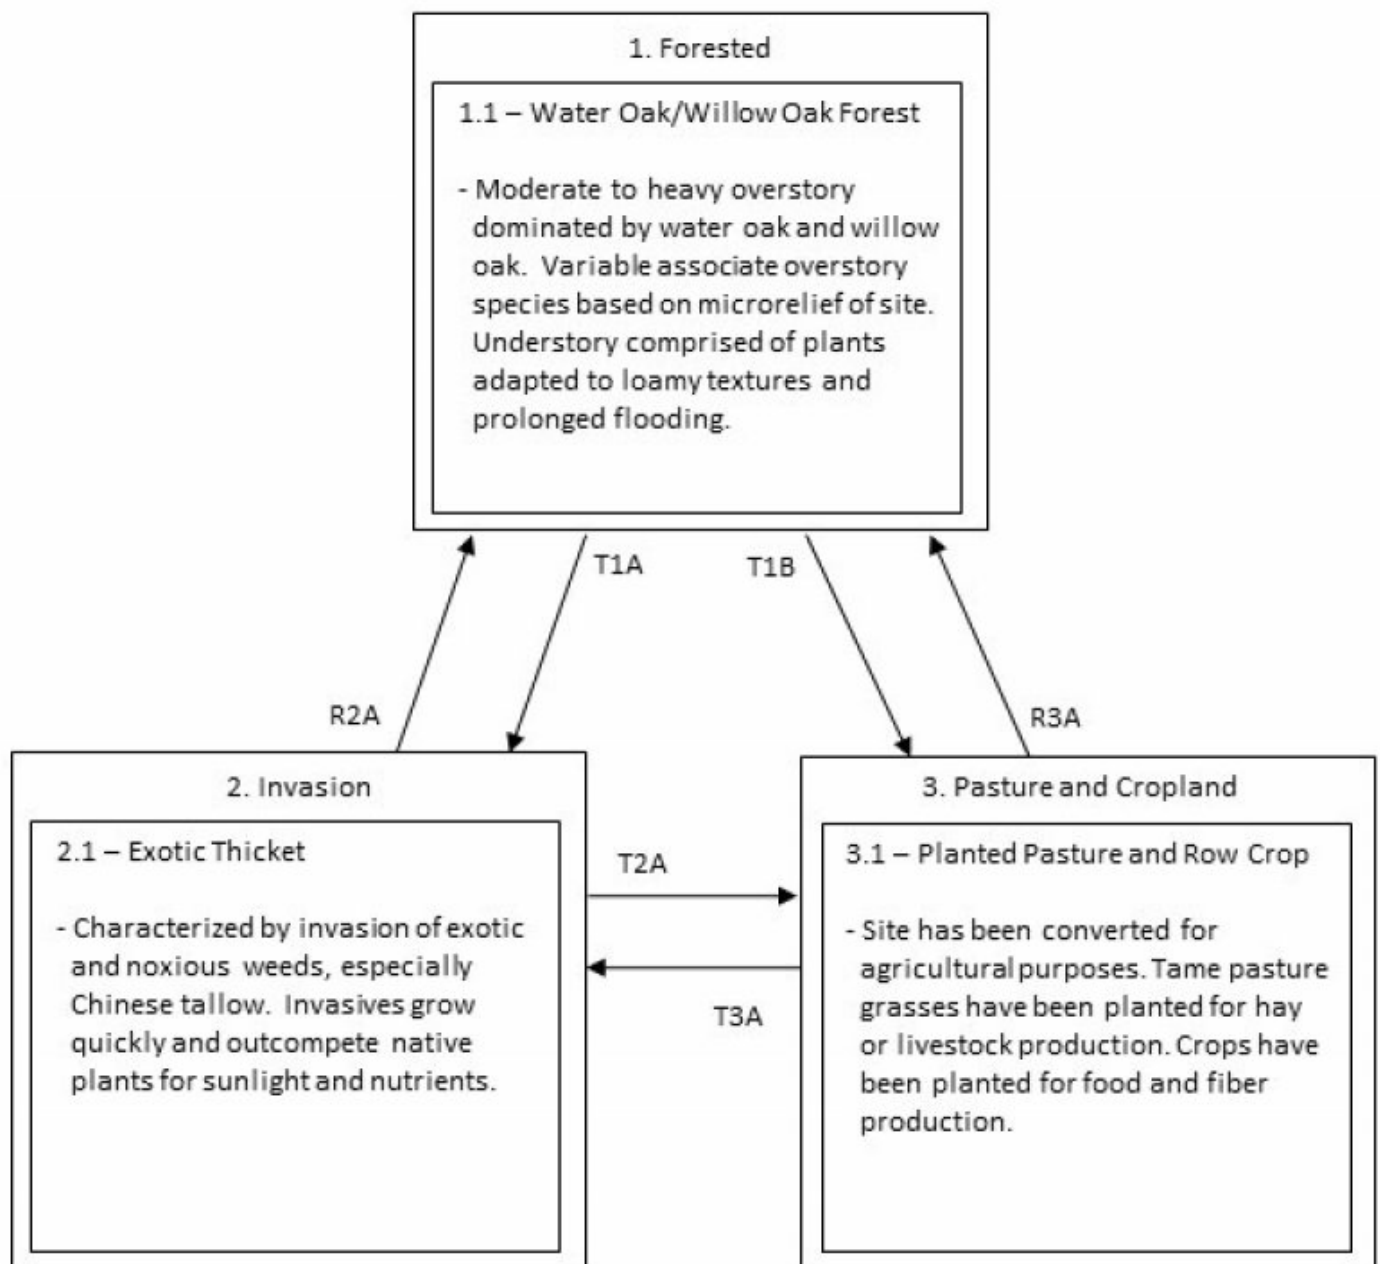 1. Forested
1.1 – Water Oak/Willow Oak Forest
- Moderate to heavy overstory
dominated by water oak and willow
oak. Variable associate overstory
species based on microrelief of site.
Understory comprised of plants
adapted to loamy textures and
prolonged flooding.
T1A
T1B
R2A
R3A
2. Invasion
2.1 – Exotic Thicket
- Characterized by invasion of exotic
and noxious weeds, especially
Chinese tallow. Invasives grow
quickly and outcompete native
plants for sunlight and nutrients.
T2A
T3A
3. Pasture and Cropland
3.1 – Planted Pasture and Row Crop
- Site has been converted for
agricultural purposes. Tame pasture
grasses have been planted for hay
or livestock production. Crops have
been planted for food and fiber
production.